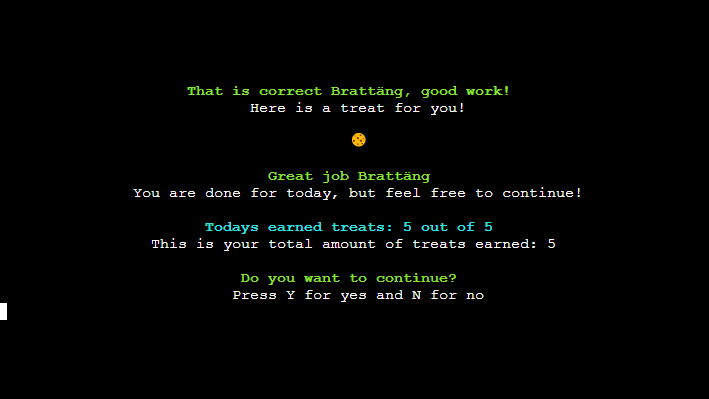 That is correct Brattäng, good work!
Here is a treat for you!
Great job Brattäng
You are done for today, but feel free to continue!
Todays earned treats: 5 out of 5
This is your total amount of treats earned: 5
Do you want to continue?
Press Y for yes and N for no